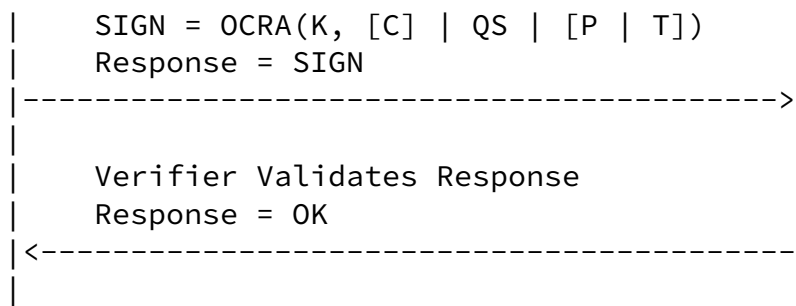 |    SIGN = OCRA(K, [C] | QS | [P | T])
|    Response = SIGN
|------------------------------------------>
|
|    Verifier Validates Response
|    Response = OK
|<------------------------------------------
|